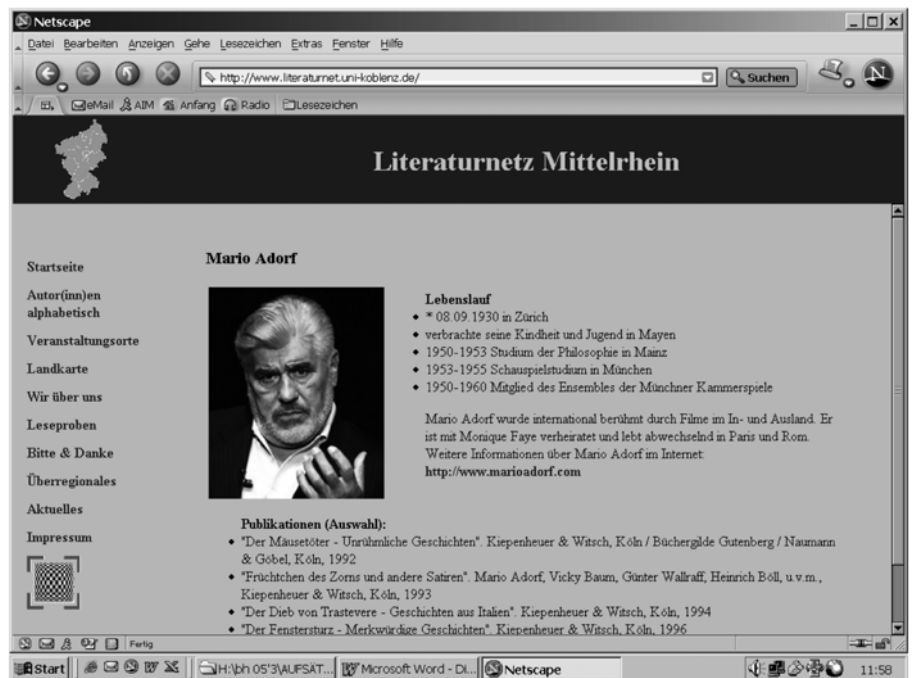 Netscape
Datei Bearbeiten Anzeigen Gehe Lesezeichen Extras Fenster Hilfe
http://www.literaturnet.uni-koblenz.de/
Suchen
N
eMail AIM Anfang Radio Lesezeichen
Literaturnetz Mittelrhein
Startseite
Autor(inn)en
alphabetisch
Veranstaltungsorte
Landkarte
Wir über uns
Leseproben
Bitte & Danke
Überregionales
Aktuelles
Impressum
Mario Adorf
Lebenslauf
* 08.09.1930 in Zürich
verbrachte seine Kindheit und Jugend in Mayen
1950-1953 Studium der Philosophie in Mainz
1953-1955 Schauspielstudium in München
1950-1960 Mitglied des Ensembles der Münchner Kammerspiele
Mario Adorf wurde international berühmt durch Filme im In- und Ausland. Er
ist mit Monique Faye verheiratet und lebt abwechselnd in Paris und Rom.
Weitere Informationen über Mario Adorf im Internet:
http://www.marioadorf.com
Publikationen (Auswahl):
"Der Mäusetöter - Unrühmliche Geschichten". Kiepenheuer & Witsch, Köln / Büchergilde Gutenberg / Naumann
& Göbel, Köln, 1992
"Früchtchen des Zorns und andere Satiren". Mario Adorf, Vicky Baum, Günter Wallraff, Heinrich Böll, u.v.m.,
Kiepenheuer & Witsch, Köln, 1993
"Der Dieb von Trastevere - Geschichten aus Italien". Kiepenheuer & Witsch, Köln, 1994
"Der Fenstersturz - Merkwürdige Geschichten". Kiepenheuer & Witsch, Köln, 1996
Fertig
Start H:\bh 05'3\AUFSÄT... Microsoft Word - Di... Netscape 11:58